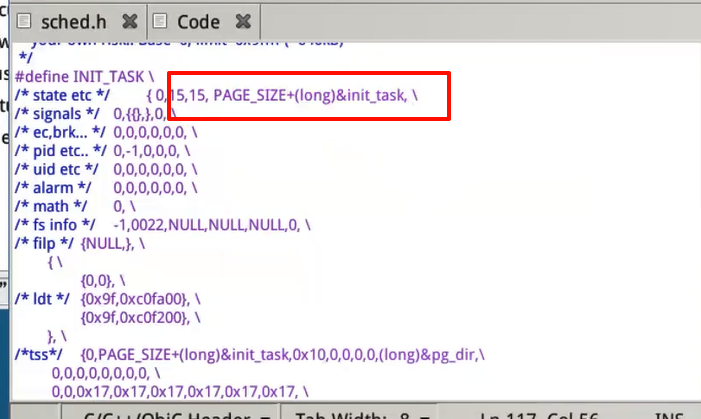 sched.h
Code
*/
#define INIT_TASK \
/* state etc */ { 0,15,15, PAGE_SIZE+(long)&init_task, \
/* signals */ 0,{{},},0, \
/* ec,brk... */ 0,0,0,0,0,0, \
/* pid etc.. */ 0,-1,0,0,0, \
/* uid etc */ 0,0,0,0,0,0, \
/* alarm */ 0,0,0,0,0,0, \
/* math */ 0, \
/* fs info */ -1,0022,NULL,NULL,NULL,0, \
/* filp */ {NULL,}, \
{ \
{0,0}, \
/* ldt */ {0x9f,0xc0fa00}, \
{0x9f,0xc0f200}, \
}, \
/*tss*/ {0,PAGE_SIZE+(long)&init_task,0x10,0,0,0,0,(long)&pg_dir,\
0,0,0,0,0,0,0,0, \
0,0,0x17,0x17,0x17,0x17,0x17,0x17, \
C/C++/ObjC Header Tab Width: 8 Ln 117, Col 56 INS